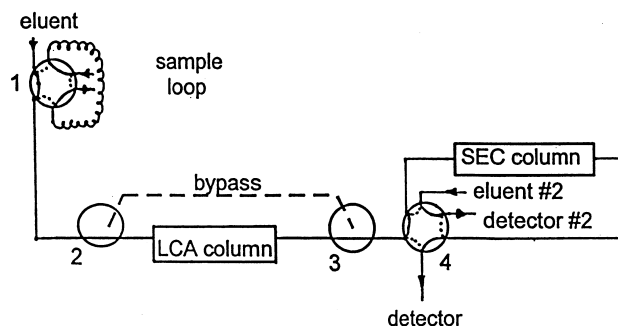 eluent
1
sample
loop
SEC column
bypass
eluent #2
detector #2
LCA column
2
3
4
detector